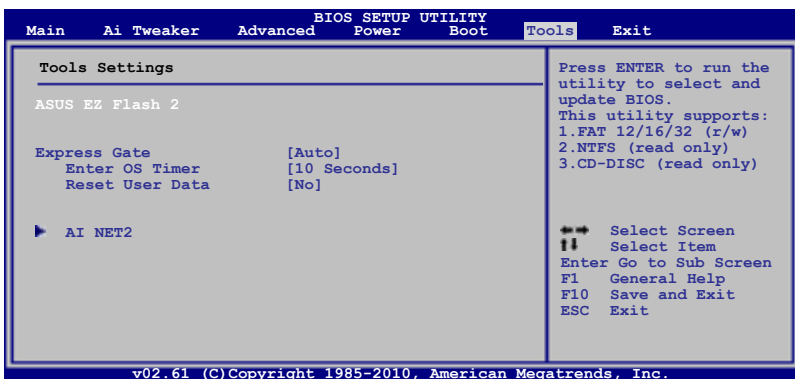 BIOS SETUP UTILITY
Main Ai Tweaker Advanced Power Boot Tools Exit
Tools Settings
ASUS EZ Flash 2
Express Gate [Auto]
Enter OS Timer [10 Seconds]
Reset User Data [No]
AI NET2
Press ENTER to run the
utility to select and
update BIOS.
This utility supports:
1.FAT 12/16/32 (r/w)
2.NTFS (read only)
3.CD-DISC (read only)
Select Screen
Select Item
Enter Go to Sub Screen
F1 General Help
F10 Save and Exit
ESC Exit
v02.61 (C)Copyright 1985-2010, American Megatrends, Inc.